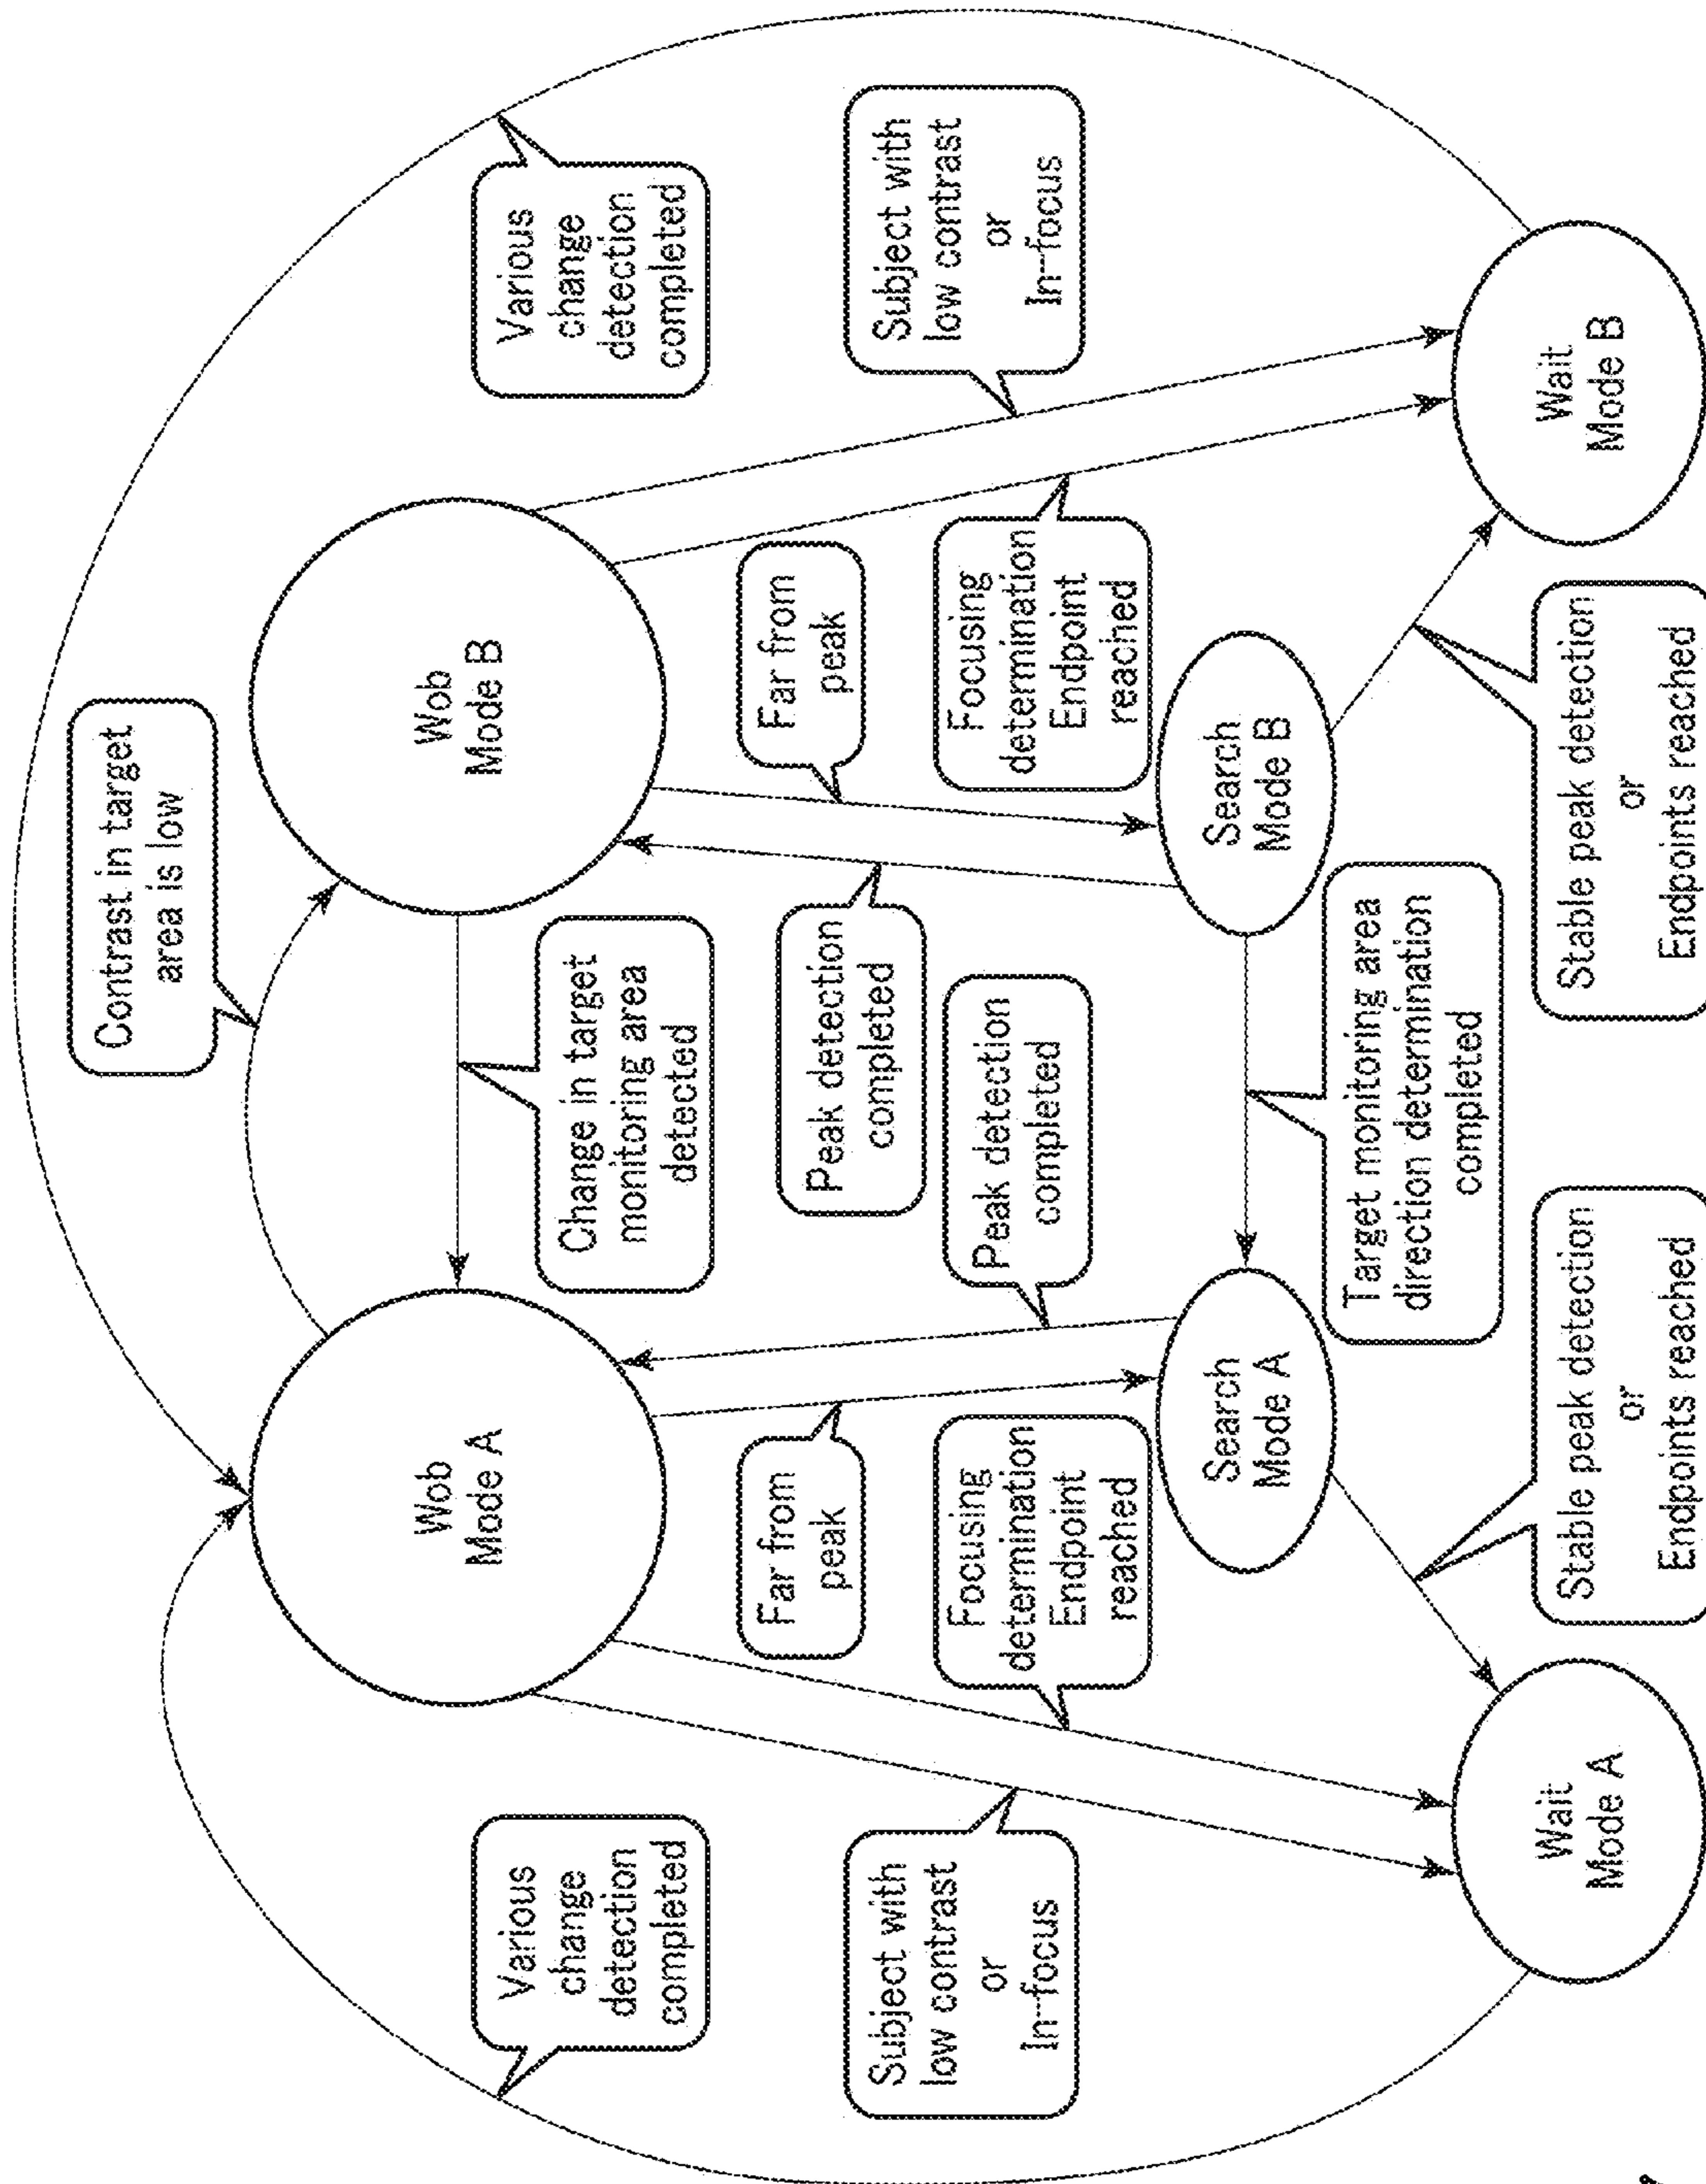 Contrast in target
area is low
Various
change
detection
completed
Various
change
detection
completed
Wob
Mode A
Wob
Mode B
Change in target
monitoring area
detected
Far from
peak
Peak detection
completed
Far from
peak
Subject with
low contrast
or
In-focus
Focusing
determination
Endpoint
reached
Peak detection
completed
Focusing
determination
Endpoint
reached
Subject with
low contrast
or
In-focus
Search
Mode A
Search
Mode B
Target monitoring area
direction determination
completed
Wait
Mode A
Stable peak detection
or
Endpoints reached
Stable peak detection
or
Endpoints reached
Wait
Mode B